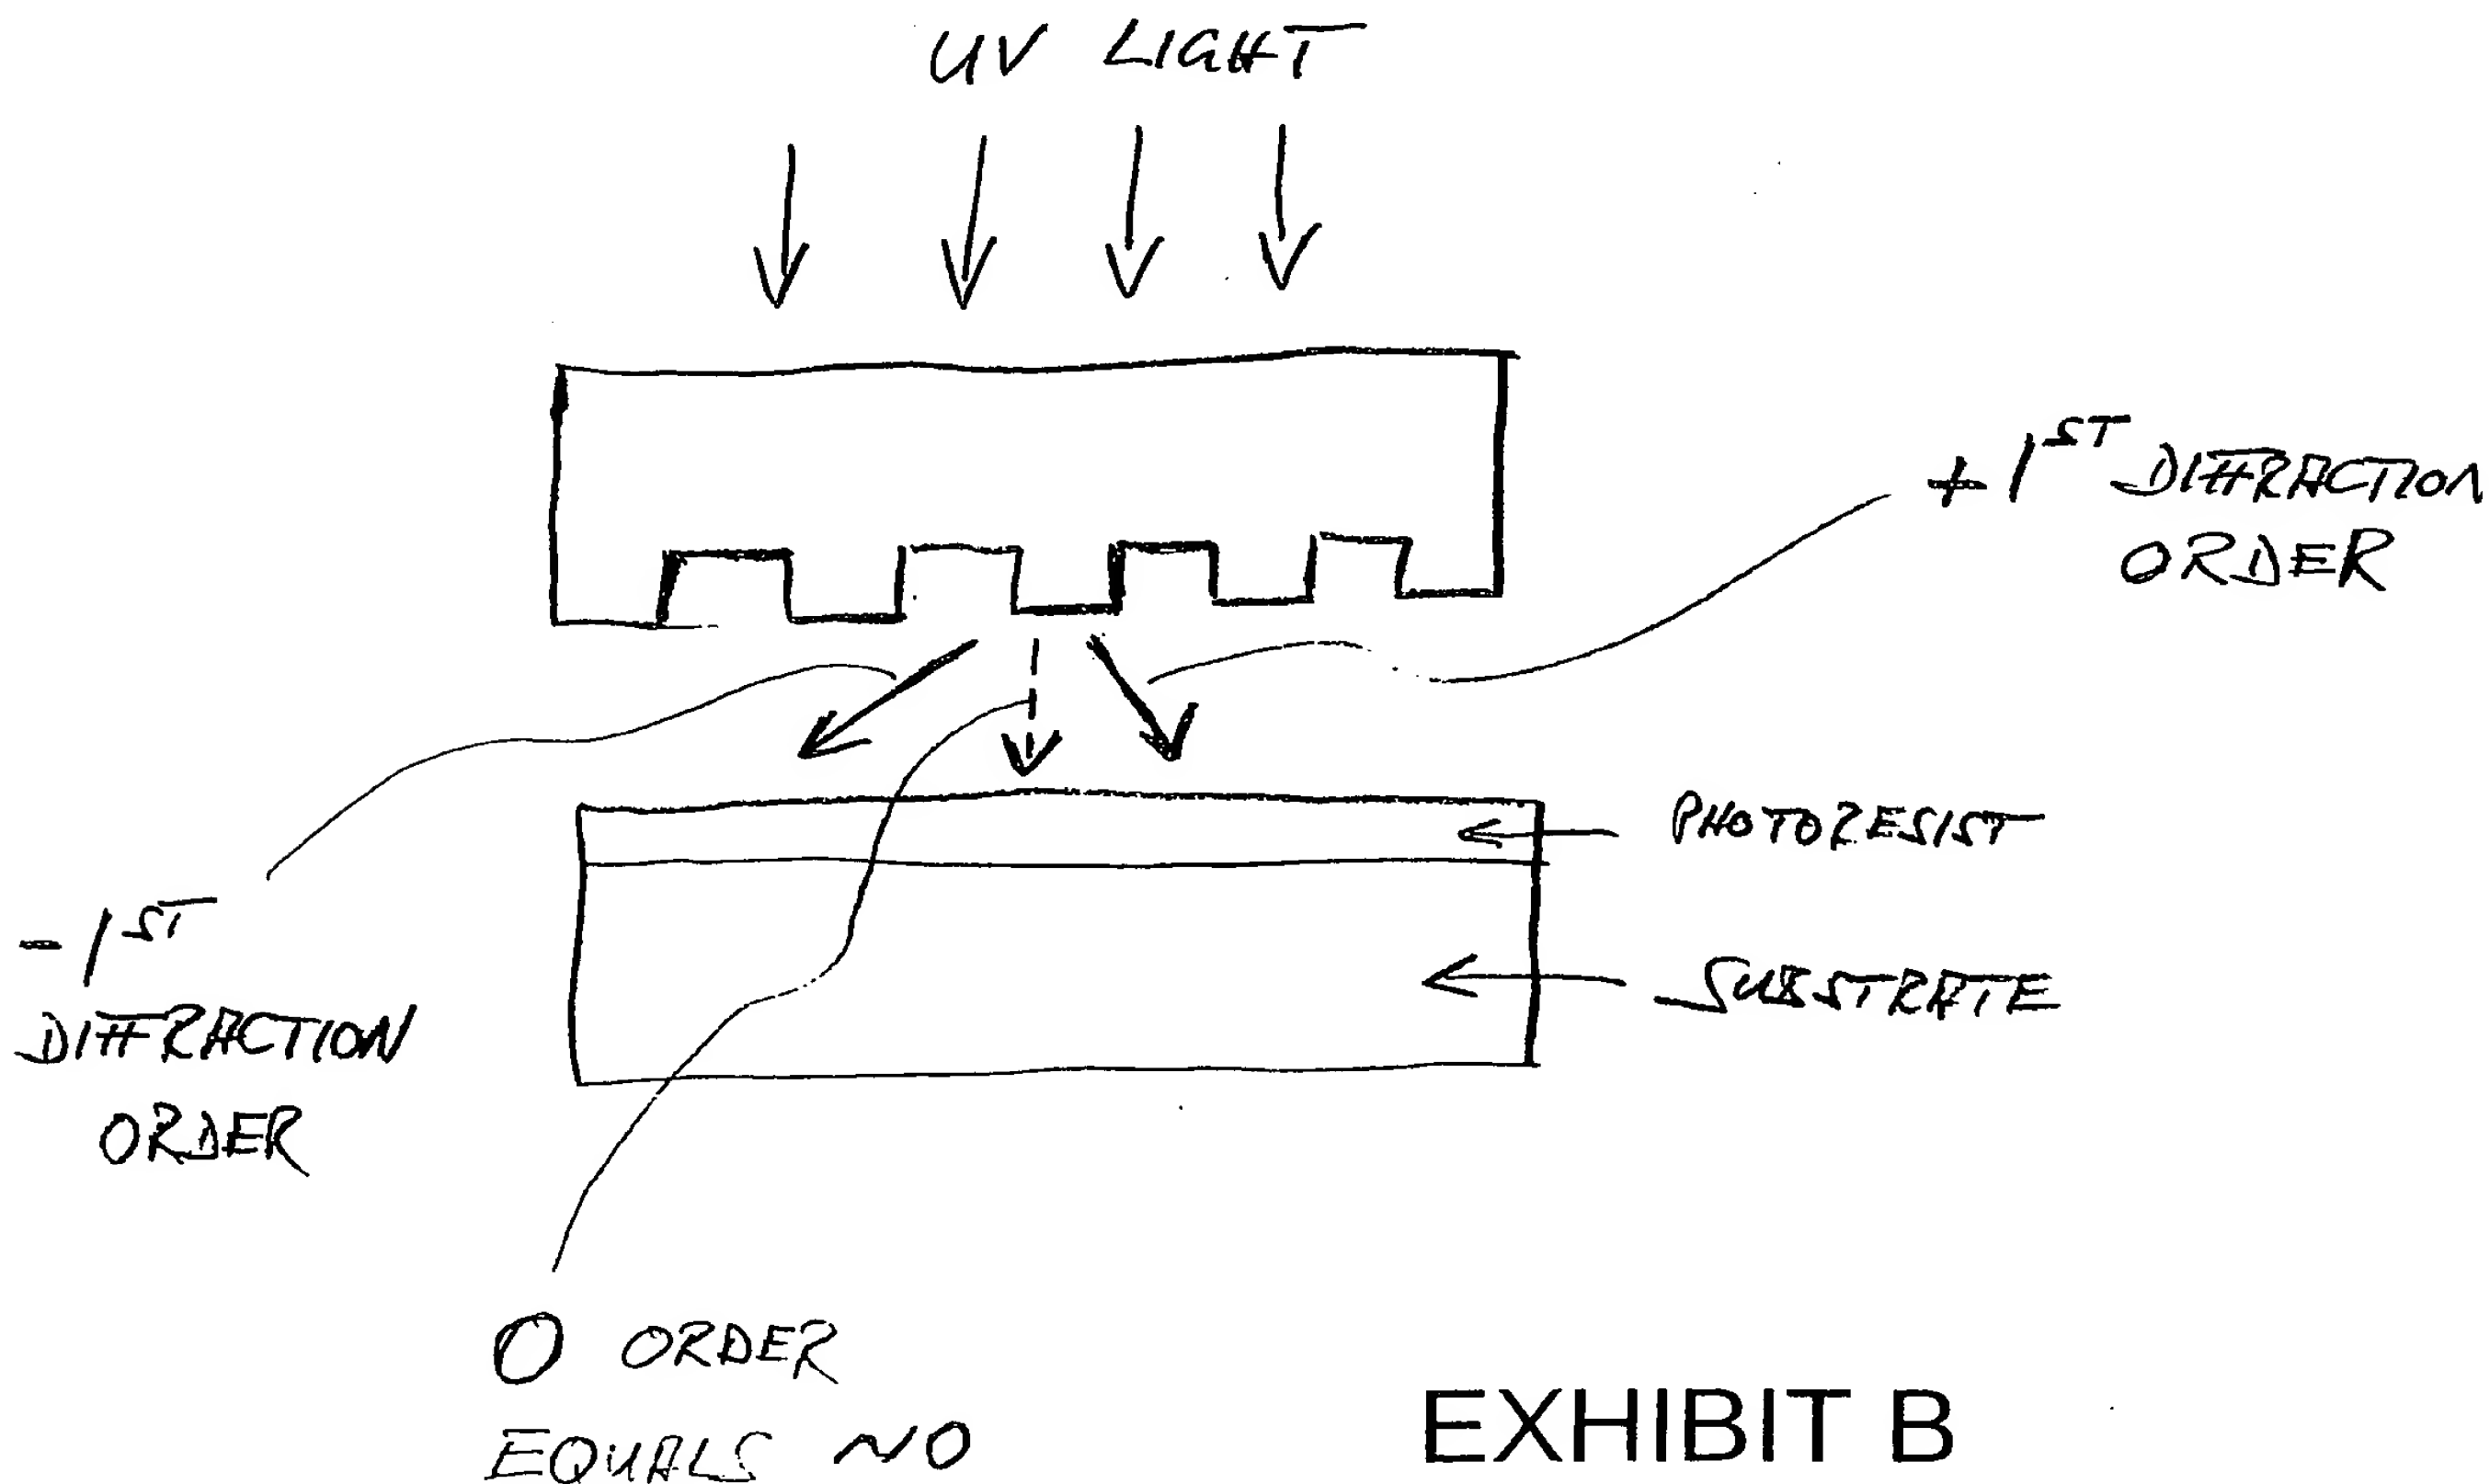 UV LIGHT
+1ST DIFFRACTION
ORDER
PHOTORESIST
SUBSTRATE
-1ST
DIFFRACTION
ORDER
0 ORDER
EQUALS NO
EXHIBIT B